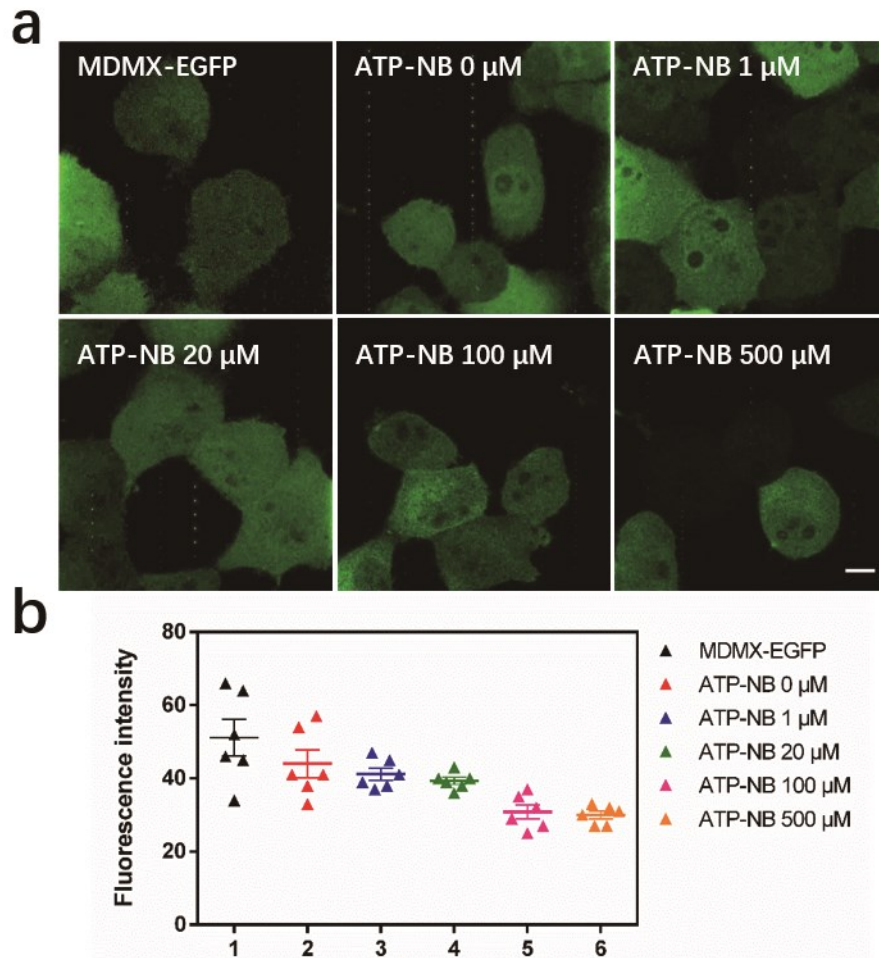 a
MDMX-EGFP
ATP-NB 0 μM
ATP-NB 1 μM
ATP-NB 20 μM
ATP-NB 100 μM
ATP-NB 500 μM
b
Fluorescence intensity
80
60
40
20
0
1 2 3 4 5 6
MDMX-EGFP
ATP-NB 0 μM
ATP-NB 1 μM
ATP-NB 20 μM
ATP-NB 100 μM
ATP-NB 500 μM